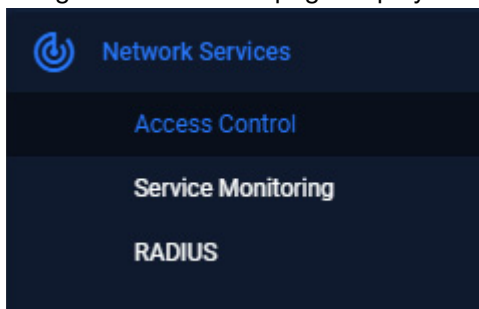 Network Services
Access Control
Service Monitoring
RADIUS